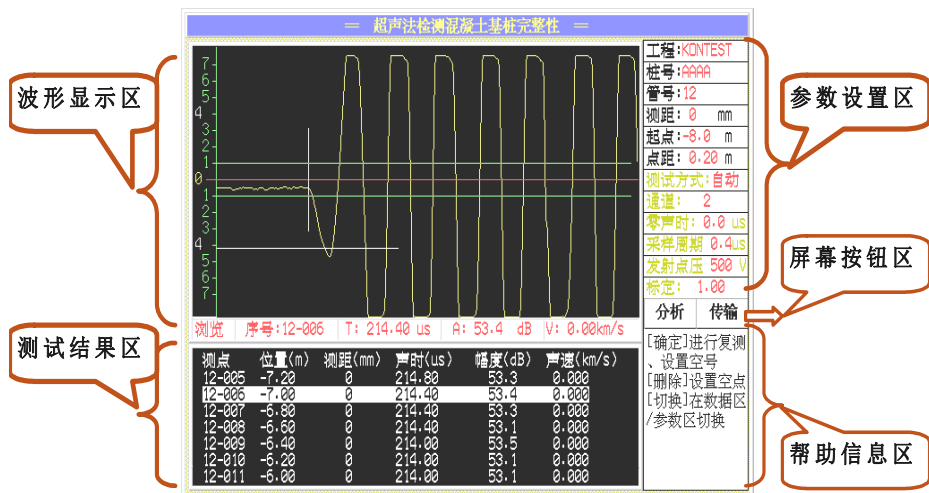 ═ 超声法检测混凝土基桩完整性 ═
波形显示区
测试结果区
7
6
5
4
3
2
1
0
1
2
3
4
5
6
7
浏览 序号:12-006 T: 214.40 us A: 53.4 dB V: 0.00km/s
测点 位置(m) 测距(mm) 声时(us) 幅度(dB) 声速(km/s)
12-005 -7.20 0 214.80 53.3 0.000
12-006 -7.00 0 214.40 53.4 0.000
12-007 -6.80 0 214.40 53.3 0.000
12-008 -6.60 0 214.40 53.1 0.000
12-009 -6.40 0 214.00 53.5 0.000
12-010 -6.20 0 214.00 53.1 0.000
12-011 -6.00 0 214.00 53.1 0.000
工程:KONTEST
桩号:AAAA
管号:12
测距: 0 mm
起点:-8.0 m
点距: 0.20 m
测试方式:自动
通道: 2
零声时: 0.0 us
采样周期 0.4us
发射点压 500 V
标定: 1.00
分析 传输
[确定]进行复测
、设置空号
[删除]设置空点
[切换]在数据区
/参数区切换
参数设置区
屏幕按钮区
帮助信息区